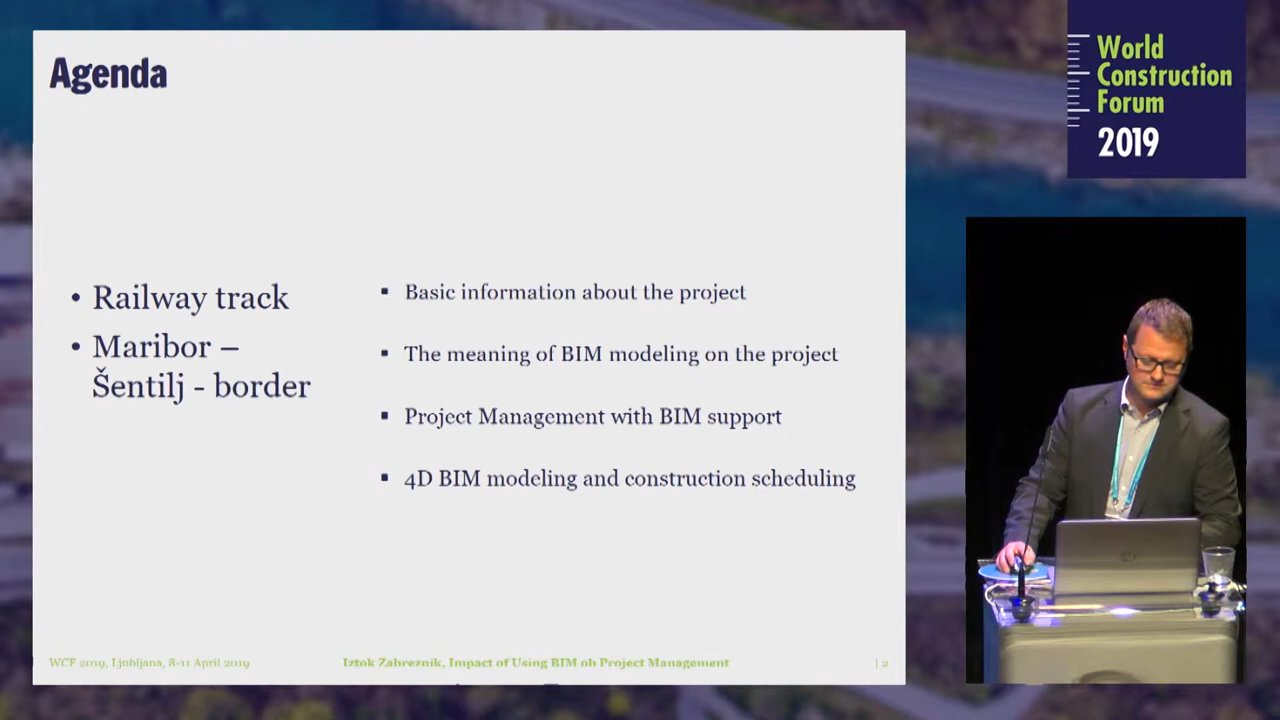 Agenda
• Railway track
• Maribor –
Šentilj - border
▪ Basic information about the project
▪ The meaning of BIM modeling on the project
▪ Project Management with BIM support
▪ 4D BIM modeling and construction scheduling
WCF 2019, Ljubljana, 8-11 April 2019
Iztok Zabreznik, Impact of Using BIM ob Project Management
| 2
World
Construction
Forum
2019